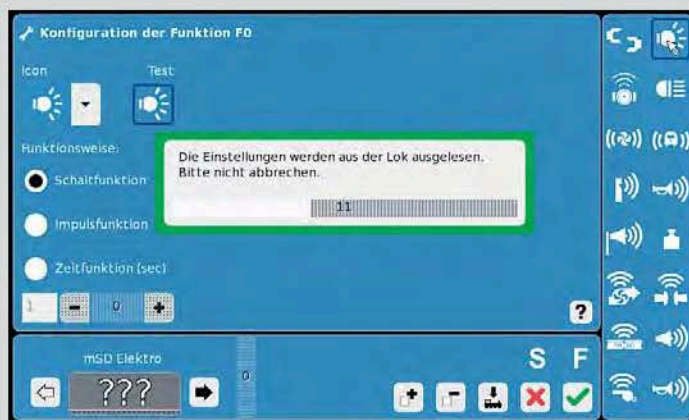 Konfiguration der Funktion F0
Icon
Test
Funktionsweise:
Schaltfunktion
Impulsfunktion
Zeitfunktion (sec)
1
0
?
Die Einstellungen werden aus der Lok ausgelesen.
Bitte nicht abbrechen.
11
mSD Elektro
???
0
S F